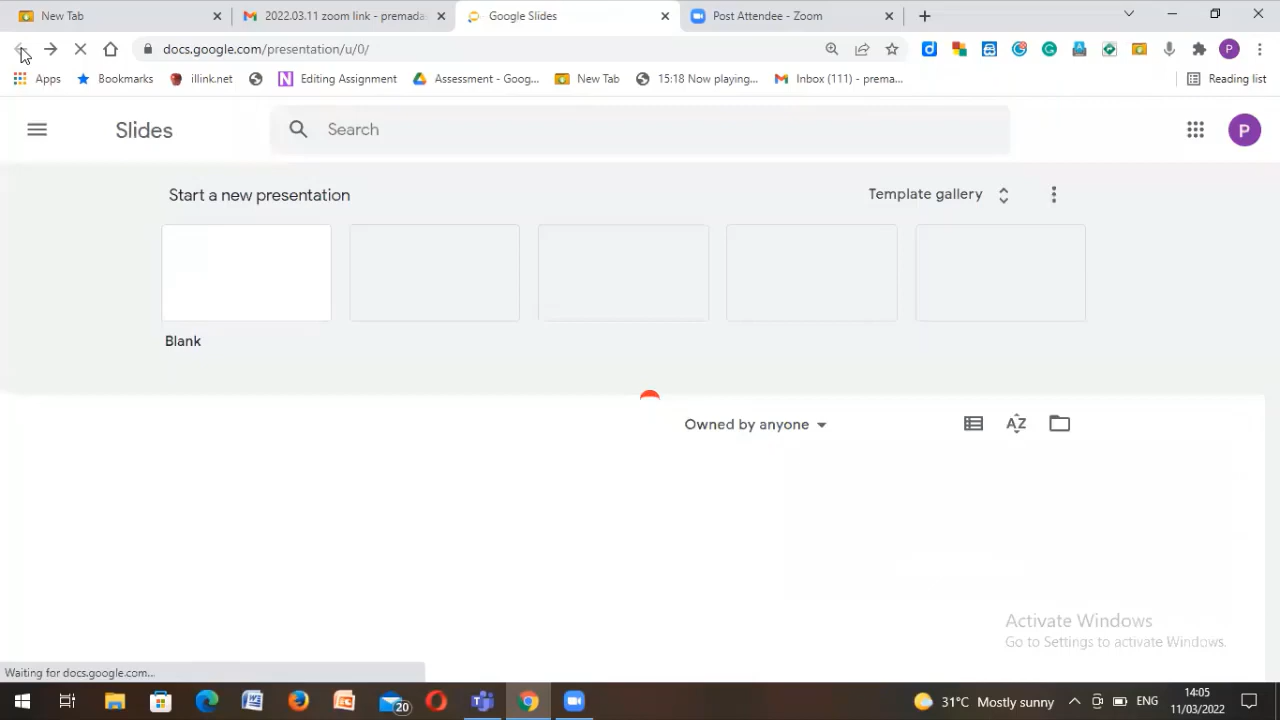 New Tab
2022.03.11 zoom link - premada
Google Slides
Post Attendee - Zoom
docs.google.com/presentation/u/0/
P
Apps
Bookmarks
illink.net
Editing Assignment
Assessment - Goog...
New Tab
15:18 Now playing...
Inbox (111) - prema...
Reading list
Slides
Search
P
Start a new presentation
Template gallery
Blank
Owned by anyone
AZ
Activate Windows
Go to Settings to activate Windows.
Waiting for docs.google.com...
20
31°C Mostly sunny
ENG
14:05
11/03/2022